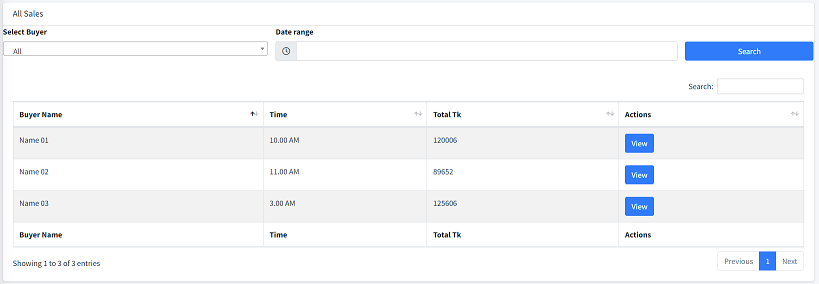 All Sales
Select Buyer Date range
All Search
Search:
Buyer Name Time Total Tk Actions
Name 01 10.00 AM 120006 View
Name 02 11.00 AM 89652 View
Name 03 3.00 AM 125606 View
Buyer Name Time Total Tk Actions
Showing 1 to 3 of 3 entries Previous 1 Next